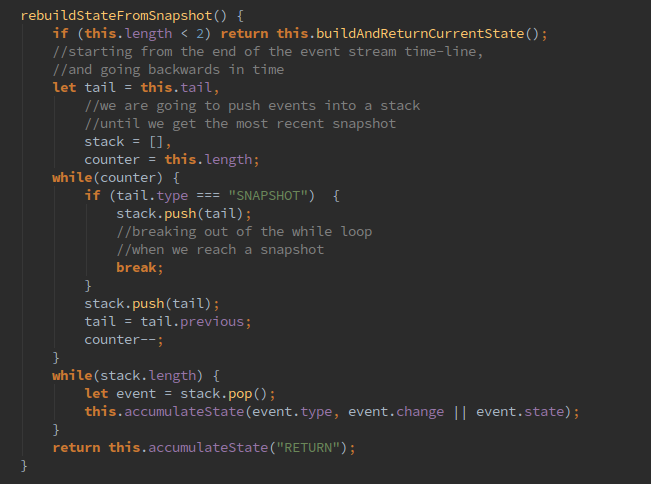 rebuildStateFromSnapshot() {
if (this.length < 2) return this.buildAndReturnCurrentState();
//starting from the end of the event stream time-line,
//and going backwards in time
let tail = this.tail,
//we are going to push events into a stack
//until we get the most recent snapshot
stack = [],
counter = this.length;
while(counter) {
if (tail.type === "SNAPSHOT") {
stack.push(tail);
//breaking out of the while loop
//when we reach a snapshot
break;
}
stack.push(tail);
tail = tail.previous;
counter--;
}
while(stack.length) {
let event = stack.pop();
this.accumulateState(event.type, event.change || event.state);
}
return this.accumulateState("RETURN");
}